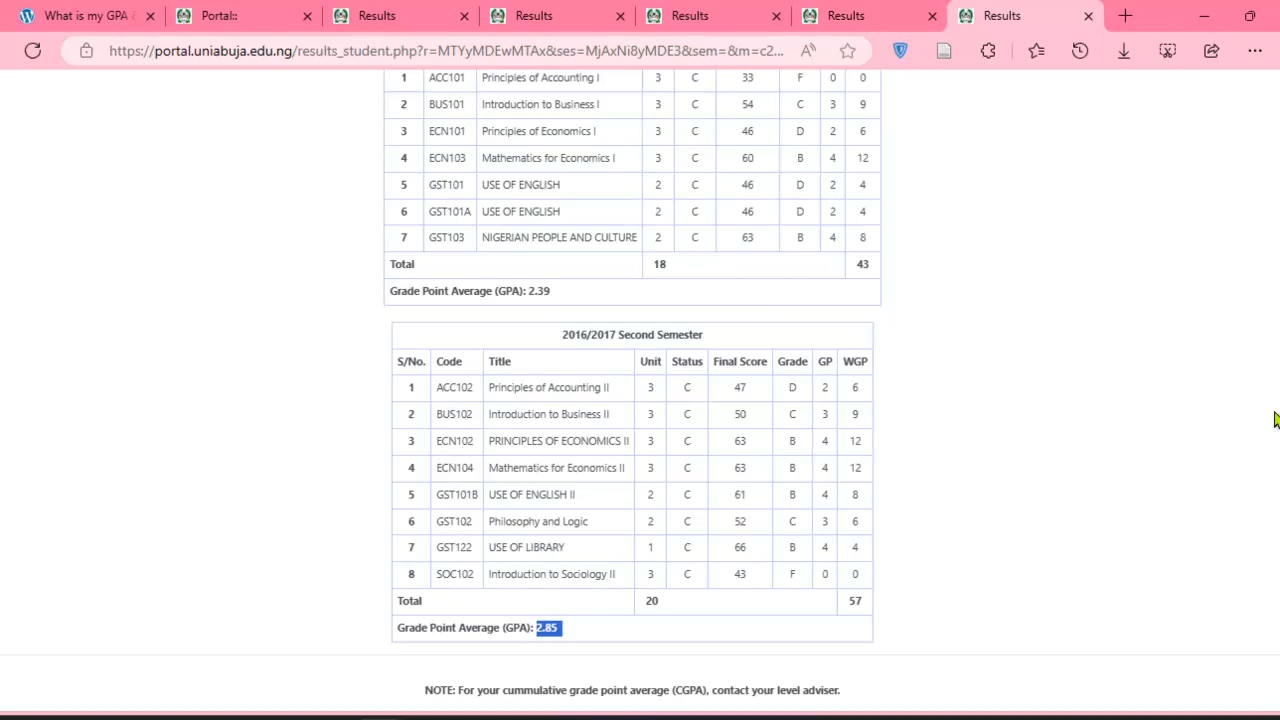 What is my GPA &
Portal::
Results
Results
Results
Results
Results
https://portal.uniabuja.edu.ng/results_student.php?r=MTYyMDEwMTAx&ses=MjAxNi8yMDE3&sem=&m=c2...
1 ACC101 Principles of Accounting I 3 C 33 F 0 0
2 BUS101 Introduction to Business I 3 C 54 C 3 9
3 ECN101 Principles of Economics I 3 C 46 D 2 6
4 ECN103 Mathematics for Economics I 3 C 60 B 4 12
5 GST101 USE OF ENGLISH 2 C 46 D 2 4
6 GST101A USE OF ENGLISH 2 C 46 D 2 4
7 GST103 NIGERIAN PEOPLE AND CULTURE 2 C 63 B 4 8
Total 18 43
Grade Point Average (GPA): 2.39
2016/2017 Second Semester
S/No. Code Title Unit Status Final Score Grade GP WGP
1 ACC102 Principles of Accounting II 3 C 47 D 2 6
2 BUS102 Introduction to Business II 3 C 50 C 3 9
3 ECN102 PRINCIPLES OF ECONOMICS II 3 C 63 B 4 12
4 ECN104 Mathematics for Economics II 3 C 63 B 4 12
5 GST101B USE OF ENGLISH II 2 C 61 B 4 8
6 GST102 Philosophy and Logic 2 C 52 C 3 6
7 GST122 USE OF LIBRARY 1 C 66 B 4 4
8 SOC102 Introduction to Sociology II 3 C 43 F 0 0
Total 20 57
Grade Point Average (GPA): 2.85
NOTE: For your cummulative grade point average (CGPA), contact your level adviser.